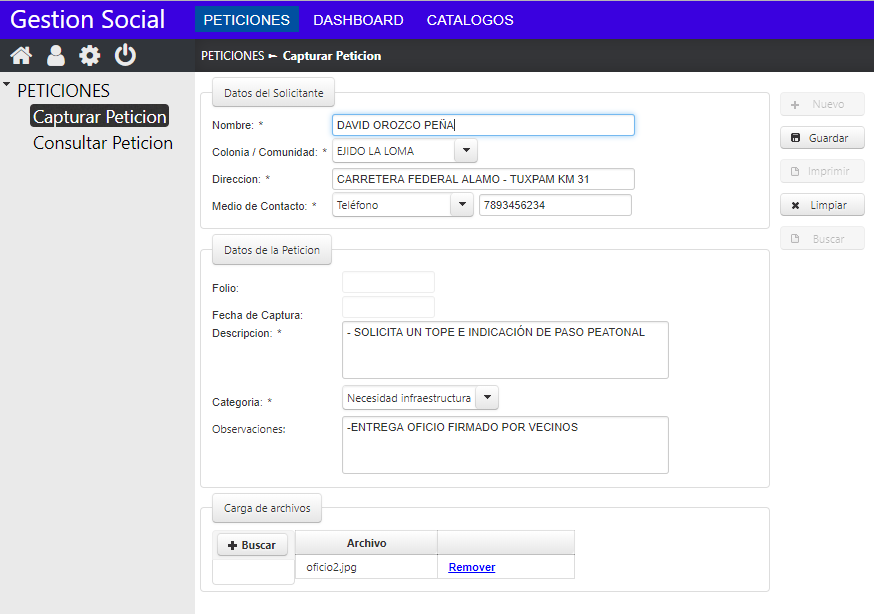 Gestion Social
PETICIONES DASHBOARD CATALOGOS
PETICIONES ► Capturar Peticion
PETICIONES
Capturar Peticion
Consultar Peticion
Datos del Solicitante
Nombre: * DAVID OROZCO PEÑA
Colonia / Comunidad: * EJIDO LA LOMA
Direccion: * CARRETERA FEDERAL ALAMO - TUXPAM KM 31
Medio de Contacto: * Teléfono 7893456234
Datos de la Peticion
Folio:
Fecha de Captura:
Descripcion: * - SOLICITA UN TOPE E INDICACIÓN DE PASO PEATONAL
Categoria: * Necesidad infraestructura
Observaciones: -ENTREGA OFICIO FIRMADO POR VECINOS
Carga de archivos
+ Buscar Archivo
oficio2.jpg Remover
Nuevo
Guardar
Imprimir
Limpiar
Buscar